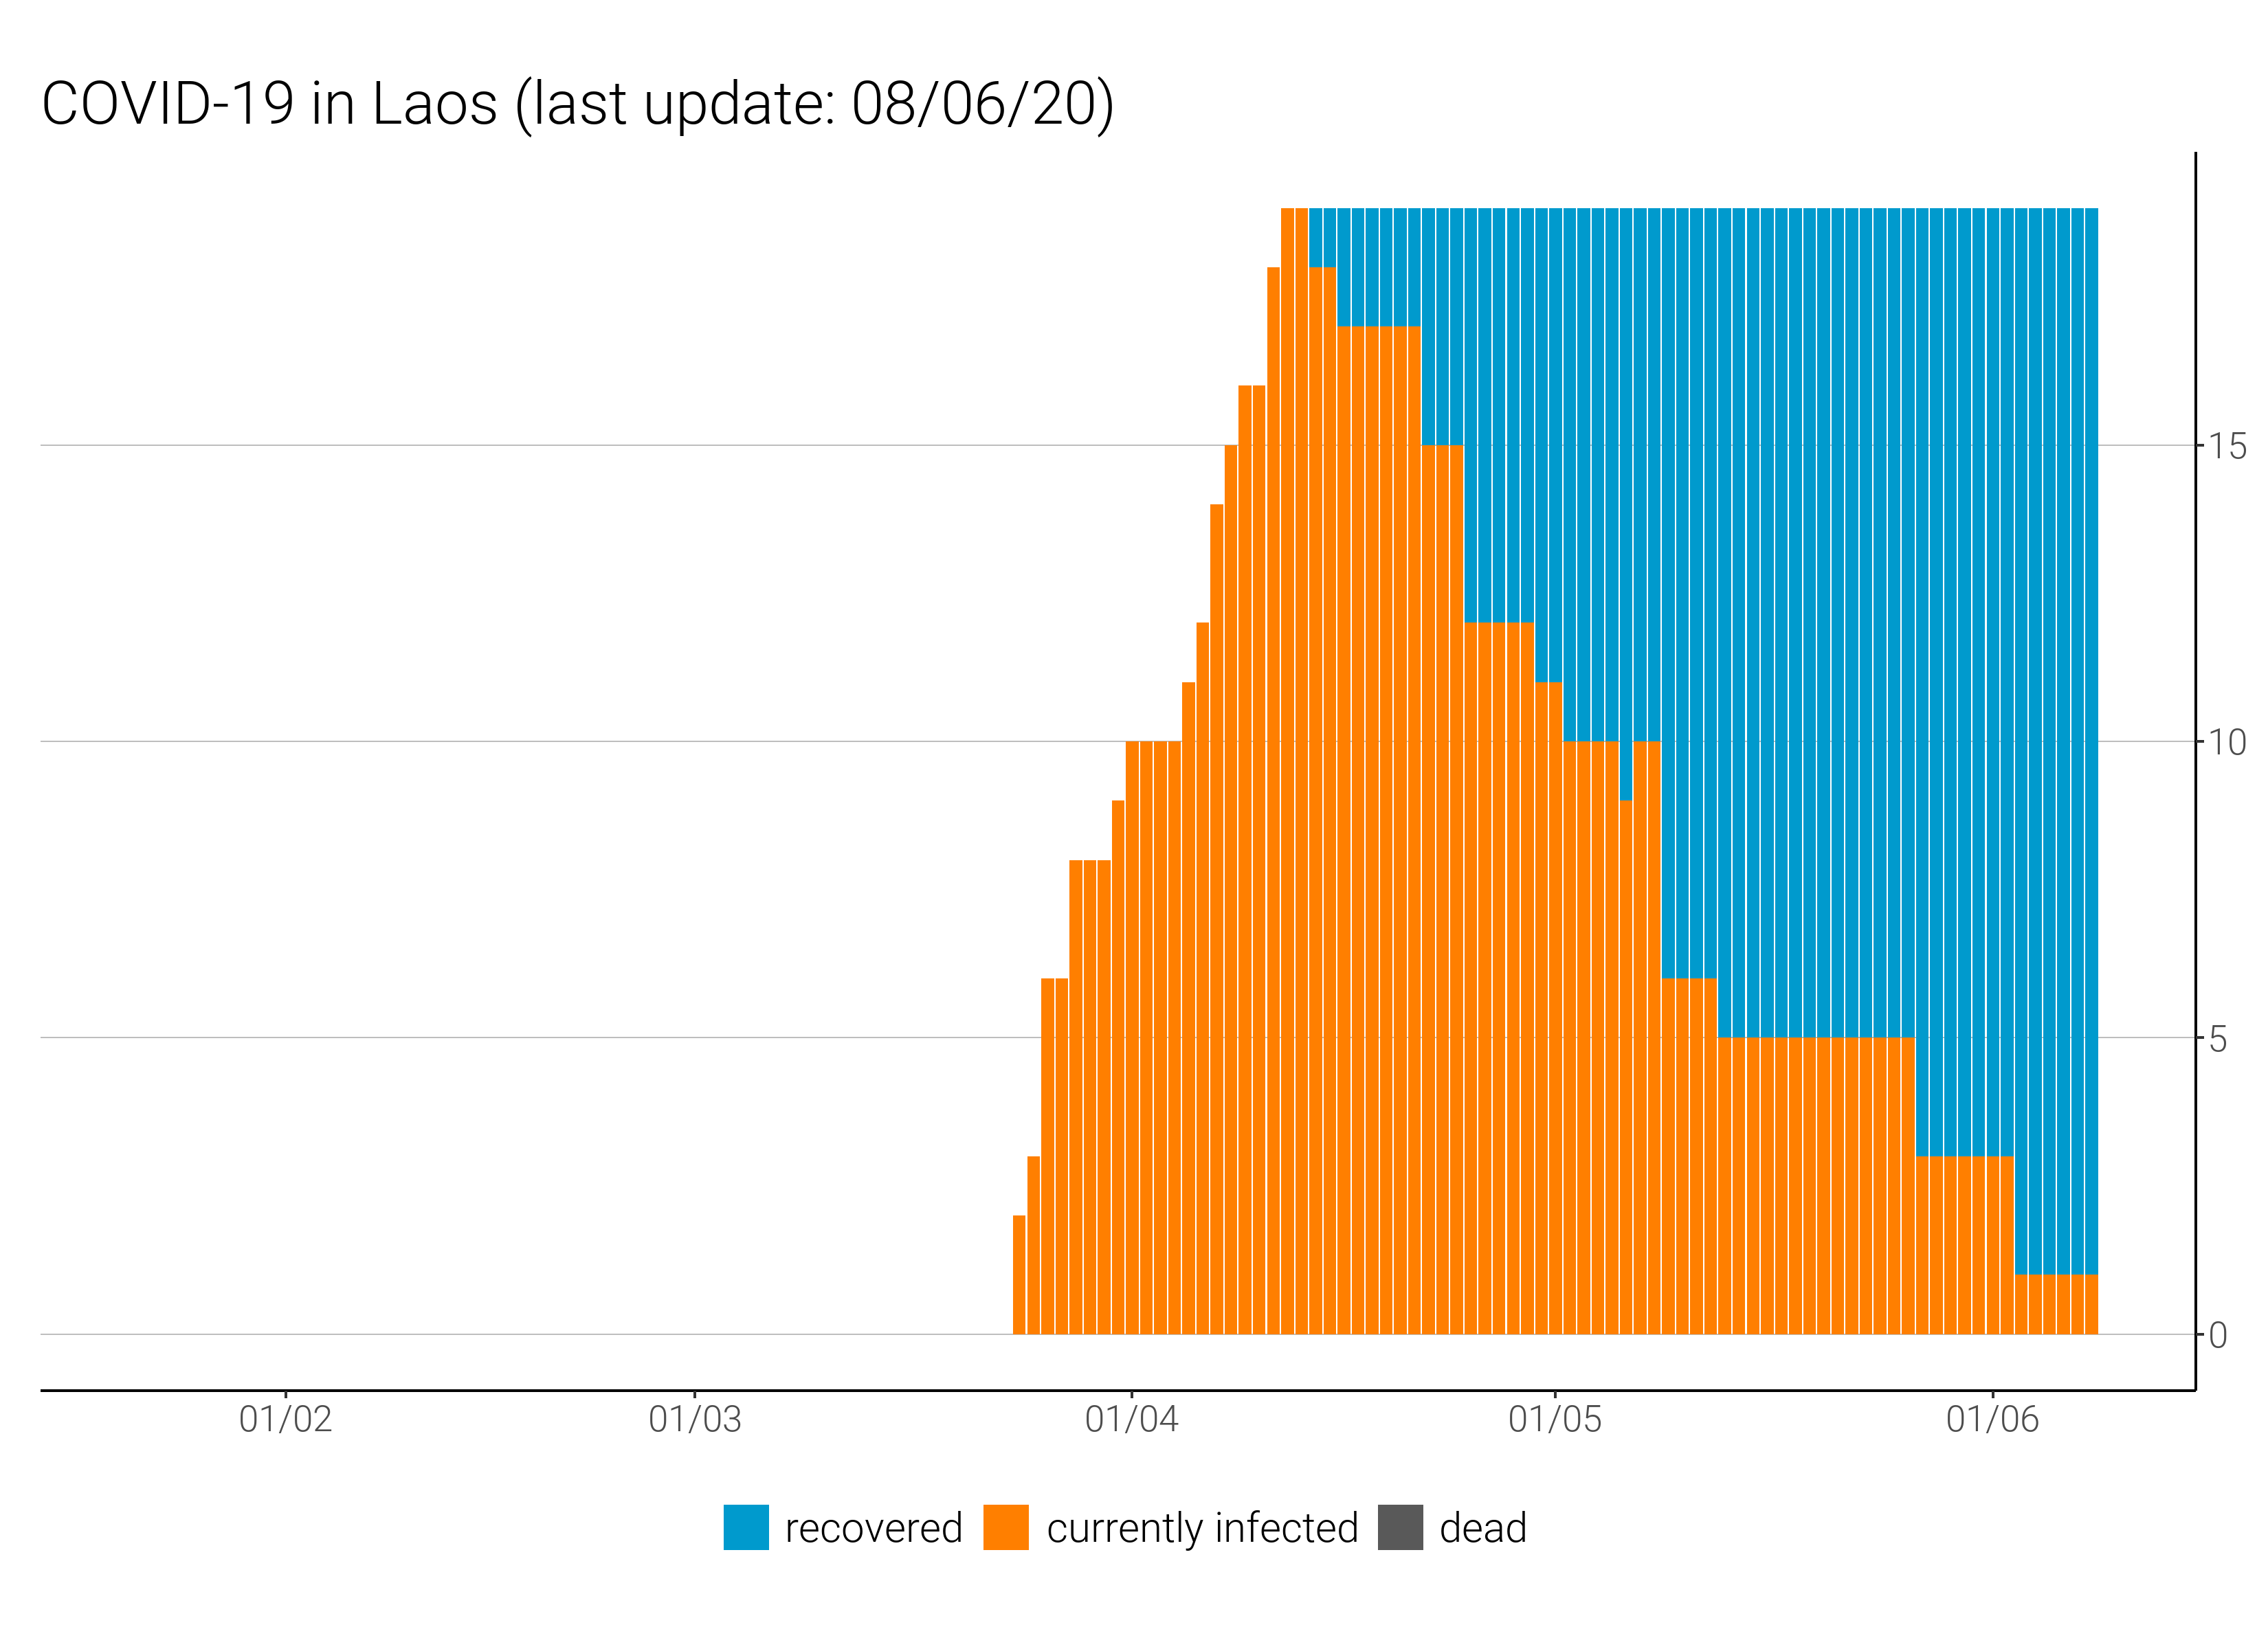 COVID-19 in Laos (last update: 08/06/20)
15
10
5
0
01/02 01/03 01/04 01/05 01/06
recovered currently infected dead